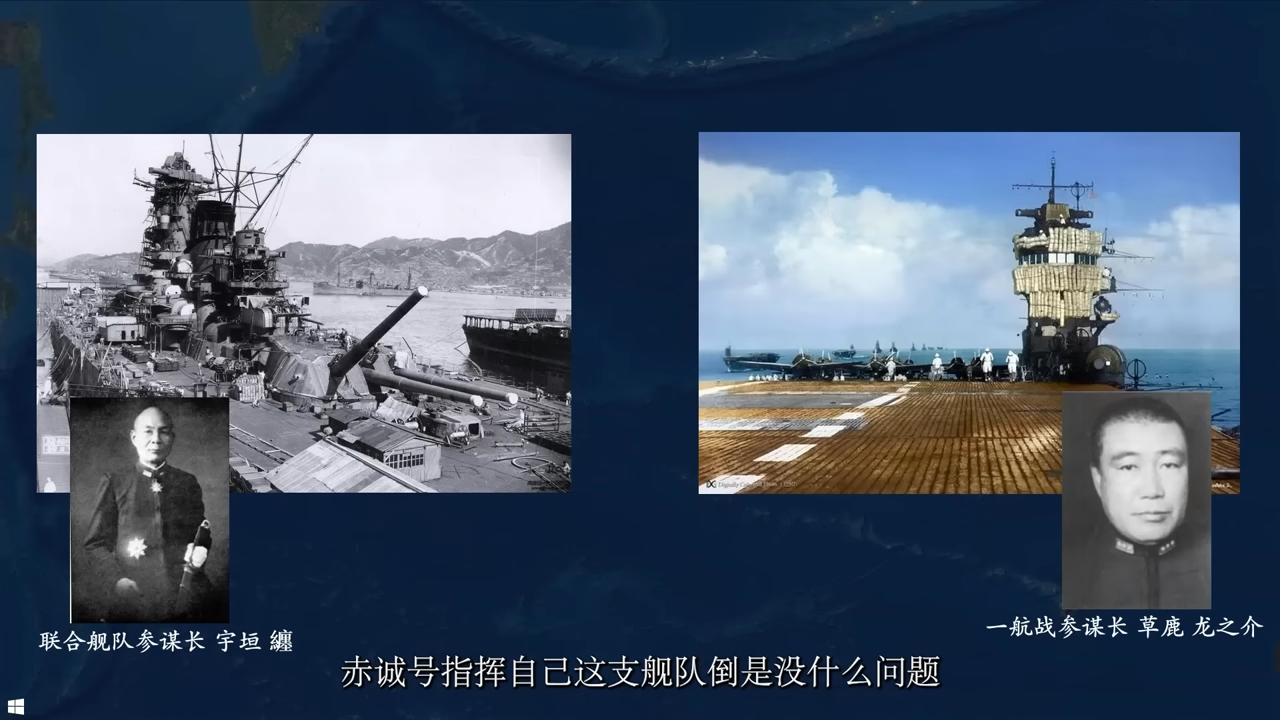 联合舰队参谋长 宇垣 纏
一航战参谋长 草鹿 龙之介
赤诚号指挥自己这支舰队倒是没什么问题